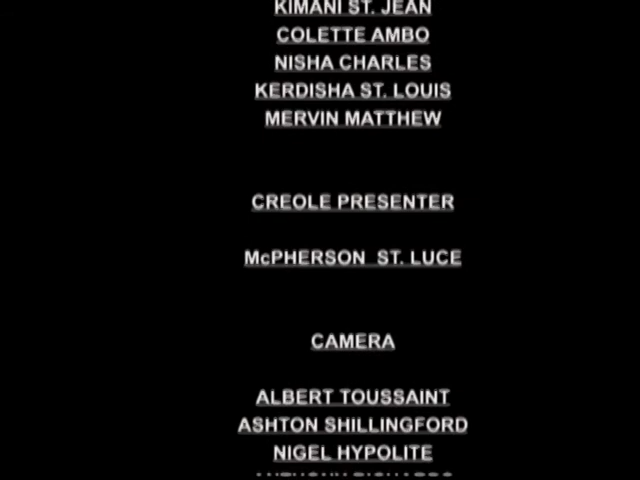 KIMANI ST. JEAN
COLETTE AMBO
NISHA CHARLES
KERDISHA ST. LOUIS
MERVIN MATTHEW
CREOLE PRESENTER
McPHERSON ST. LUCE
CAMERA
ALBERT TOUSSAINT
ASHTON SHILLINGFORD
NIGEL HYPOLITE